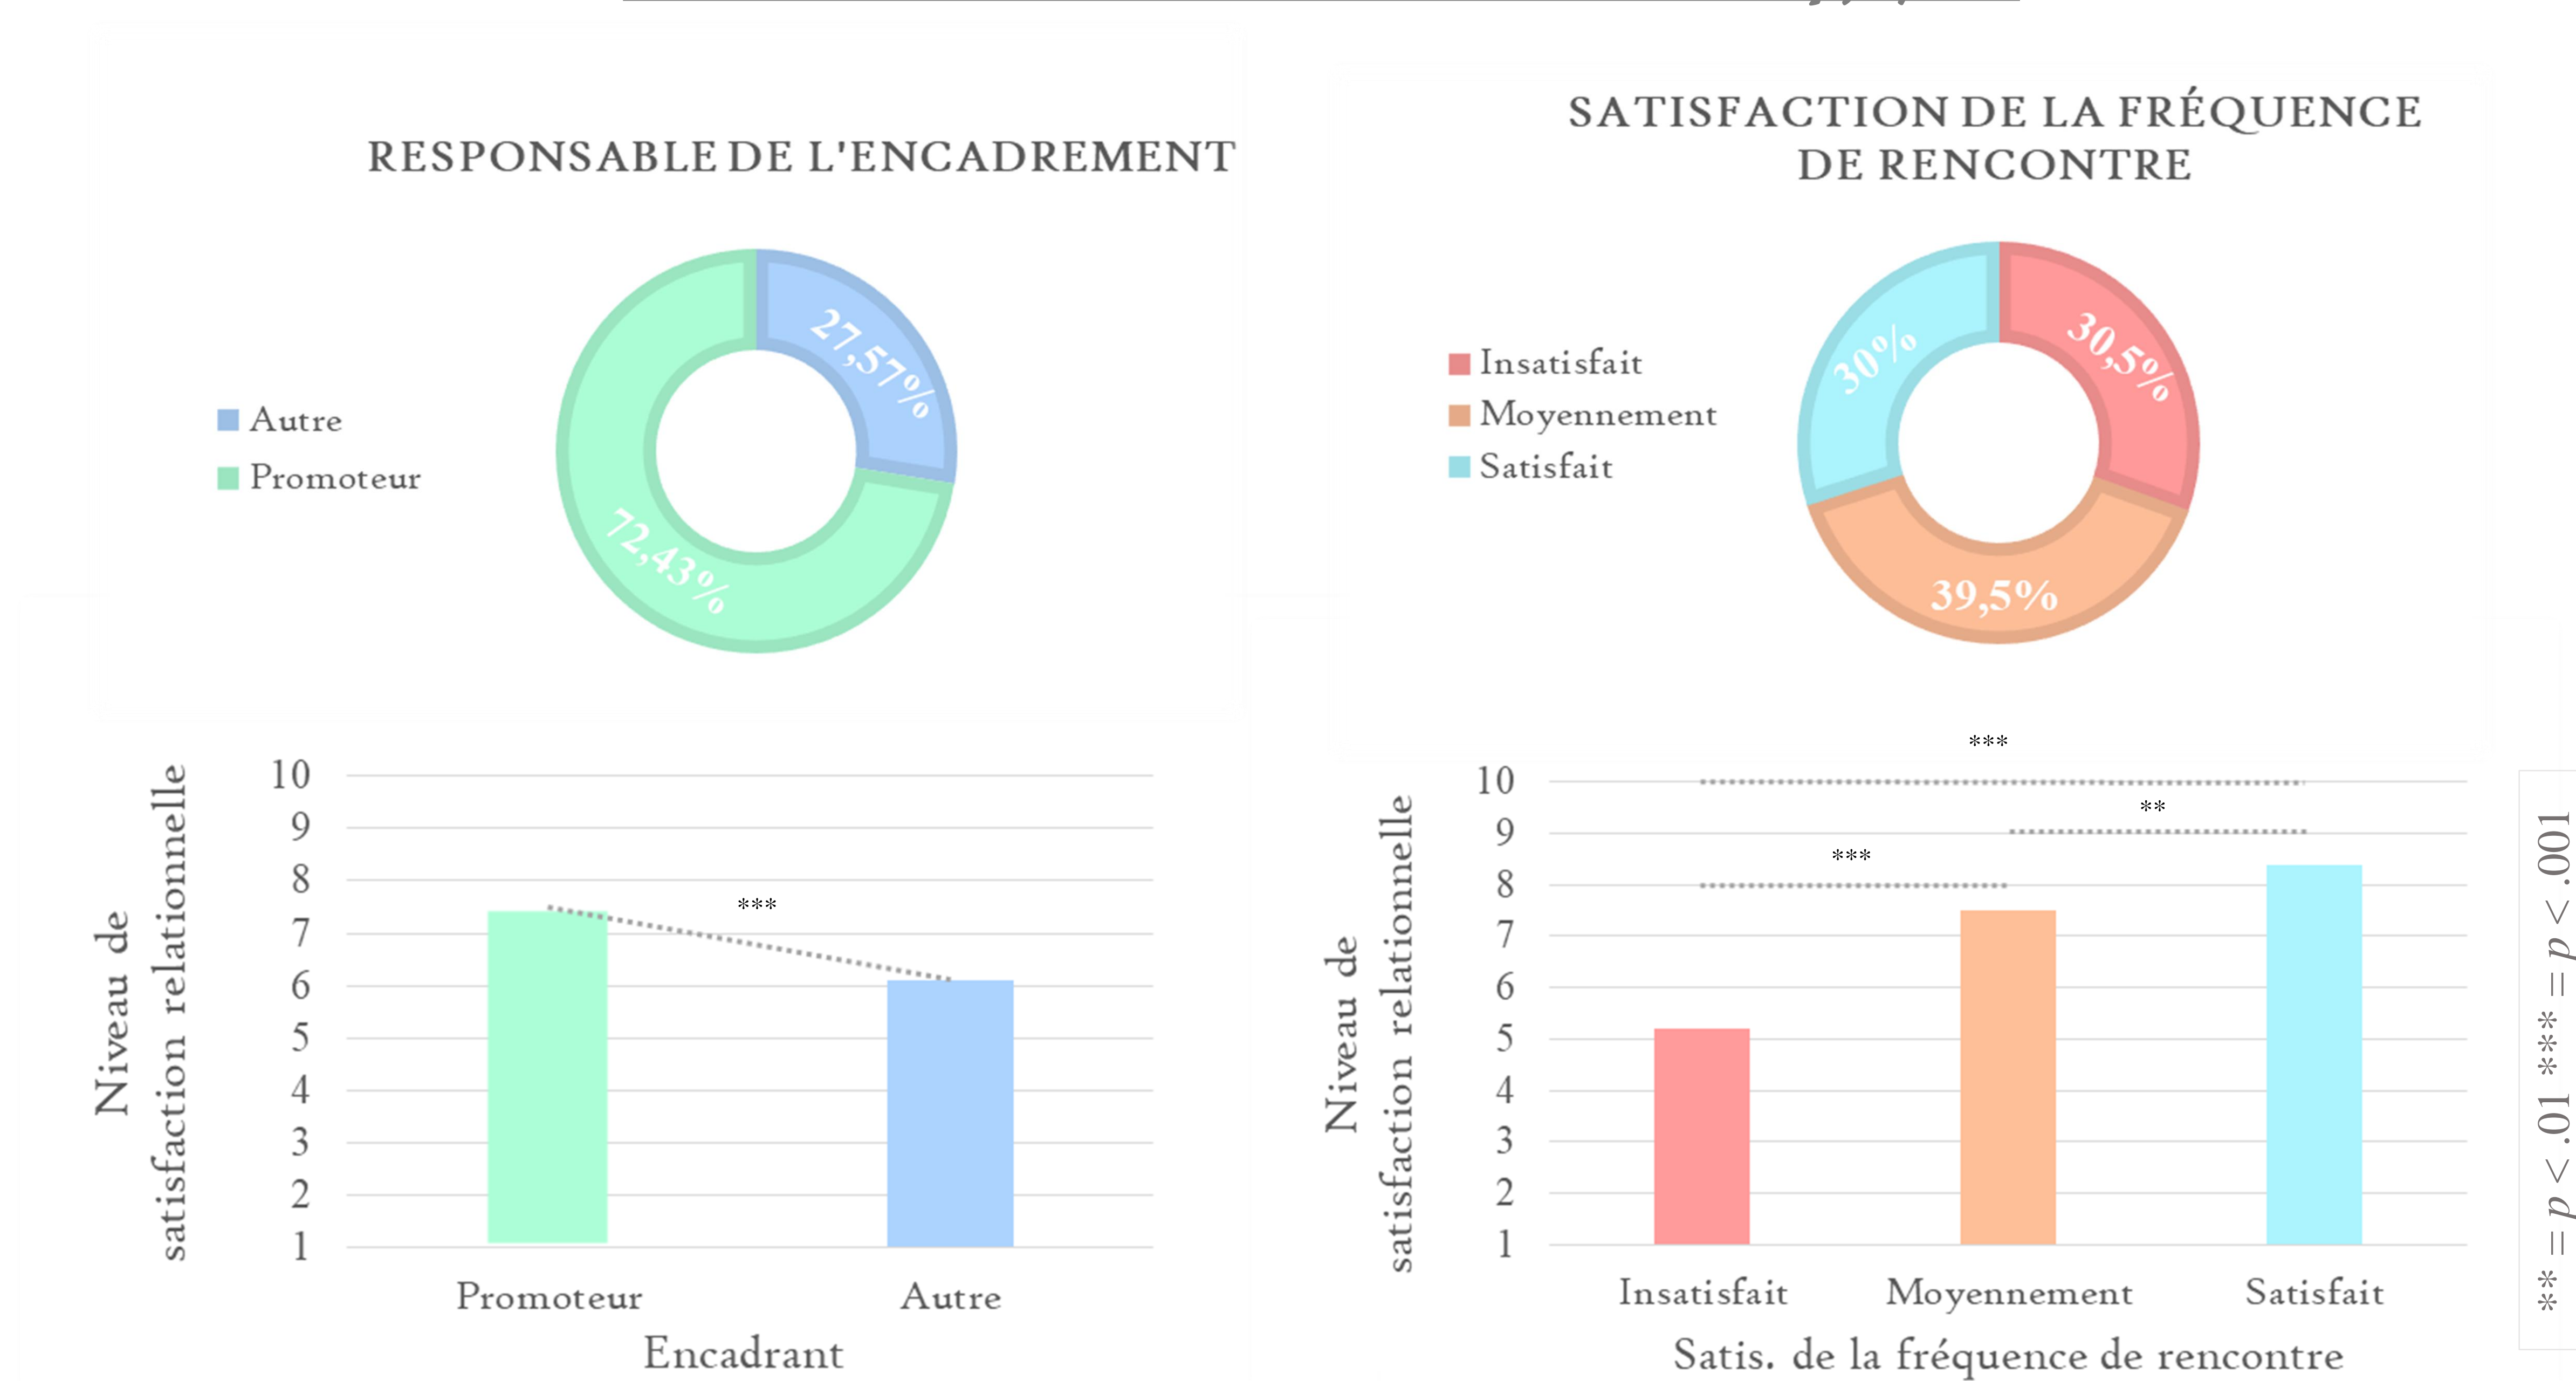 RESPONSABLE DE L'ENCADREMENT
27,57%
72,43%
Autre
Promoteur
SATISFACTION DE LA FRÉQUENCE
DE RENCONTRE
30,5%
39,5%
30%
Insatisfait
Moyennement
Satisfait
Niveau de
satisfaction relationnelle
10
9
8
7
6
5
4
3
2
1
***
Promoteur
Autre
Encadrant
Niveau de
satisfaction relationnelle
10
9
8
7
6
5
4
3
2
1
***
**
***
Insatisfait
Moyennement
Satisfait
Satis. de la fréquence de rencontre
** = p < .01 *** = p < .001